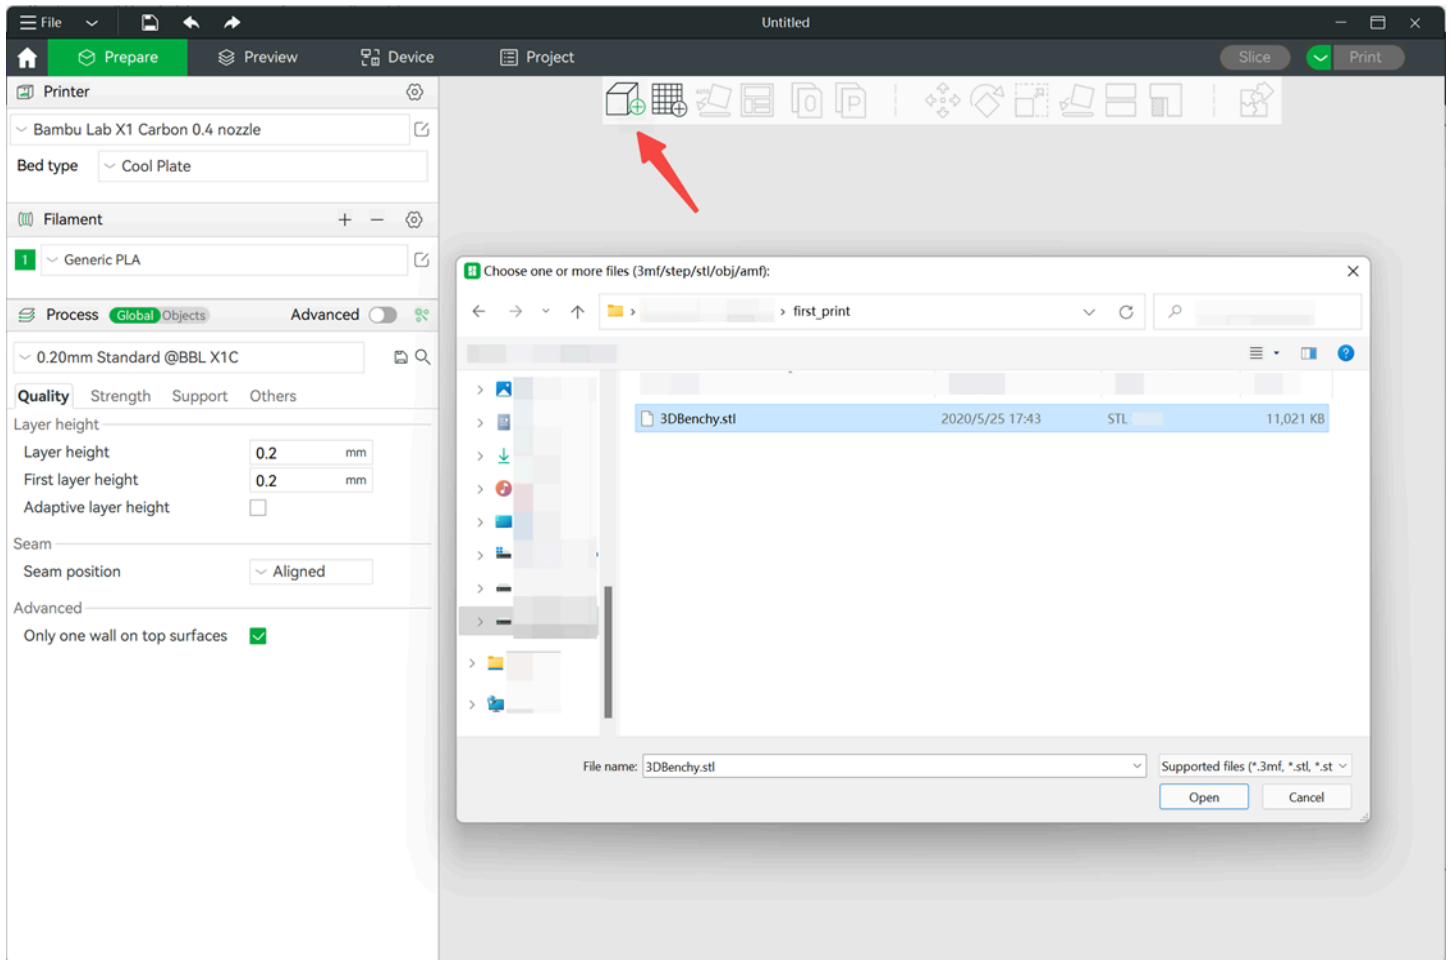 File
Untitled
Prepare
Preview
Device
Project
Slice
Print
Printer
Bambu Lab X1 Carbon 0.4 nozzle
Bed type
Cool Plate
Filament
1
Generic PLA
Process
Global
Objects
Advanced
0.20mm Standard @BBL X1C
Quality
Strength
Support
Others
Layer height
Layer height
0.2 mm
First layer height
0.2 mm
Adaptive layer height
Seam
Seam position
Aligned
Advanced
Only one wall on top surfaces
AUTO
O
P
Choose one or more files (3mf/step/stl/obj/amf):
first_print
3DBenchy.stl
2020/5/25 17:43
STL
11,021 KB
File name:
3DBenchy.stl
Supported files (*.3mf, *.stl, *.st
Open
Cancel